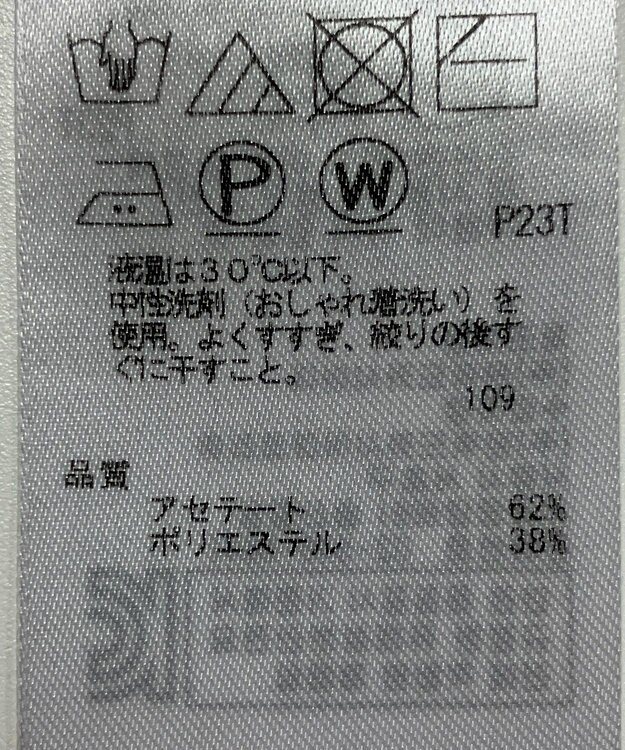 P
W
P23T
液温は30℃以下。
中性洗剤（おしゃれ着洗い）を
使用。よくすすぎ、絞りの後す
ぐに干すこと。
109
品質
アセテート 62%
ポリエステル 38%